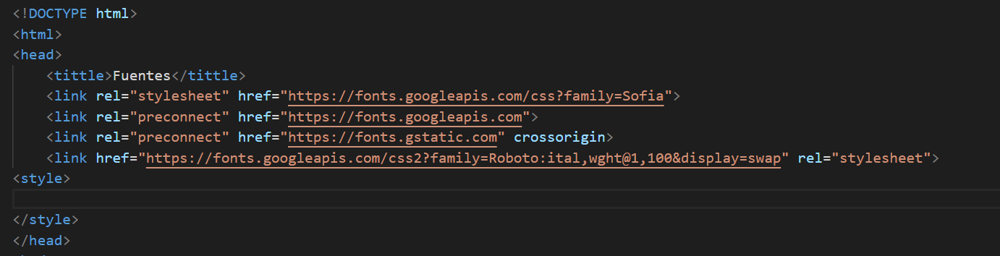 <!DOCTYPE html>
<html>
<head>
<tittle>Fuentes</tittle>
<link rel="stylesheet" href="https://fonts.googleapis.com/css?family=Sofia">
<link rel="preconnect" href="https://fonts.googleapis.com">
<link rel="preconnect" href="https://fonts.gstatic.com" crossorigin>
<link href="https://fonts.googleapis.com/css2?family=Roboto:ital,wght@1,100&display=swap" rel="stylesheet">
<style>
</style>
</head>